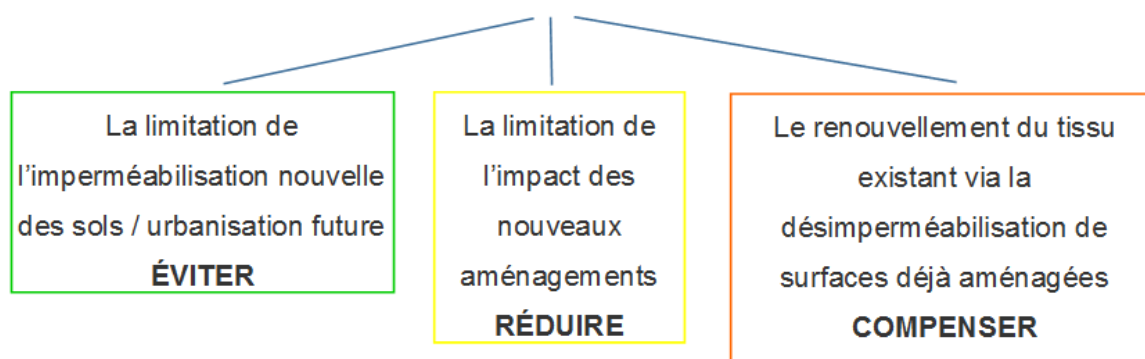 La limitation de
l'imperméabilisation nouvelle
des sols / urbanisation future
ÉVITER
La limitation de
l'impact des
nouveaux
aménagements
RÉDUIRE
Le renouvellement du tissu
existant via la
désimperméabilisation de
surfaces déjà aménagées
COMPENSER